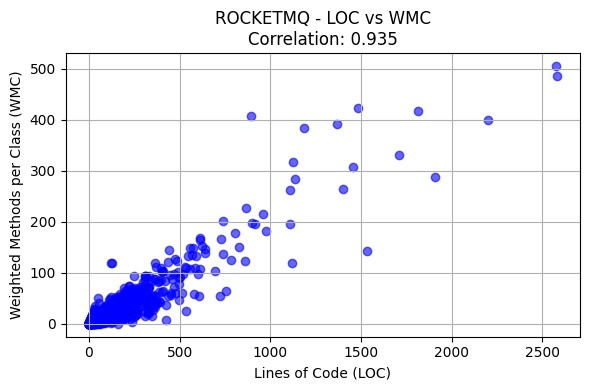 ROCKETMQ - LOC vs WMC
Correlation: 0.935
Weighted Methods per Class (WMC)
500
400
300
200
100
0
0 500 1000 1500 2000 2500
Lines of Code (LOC)